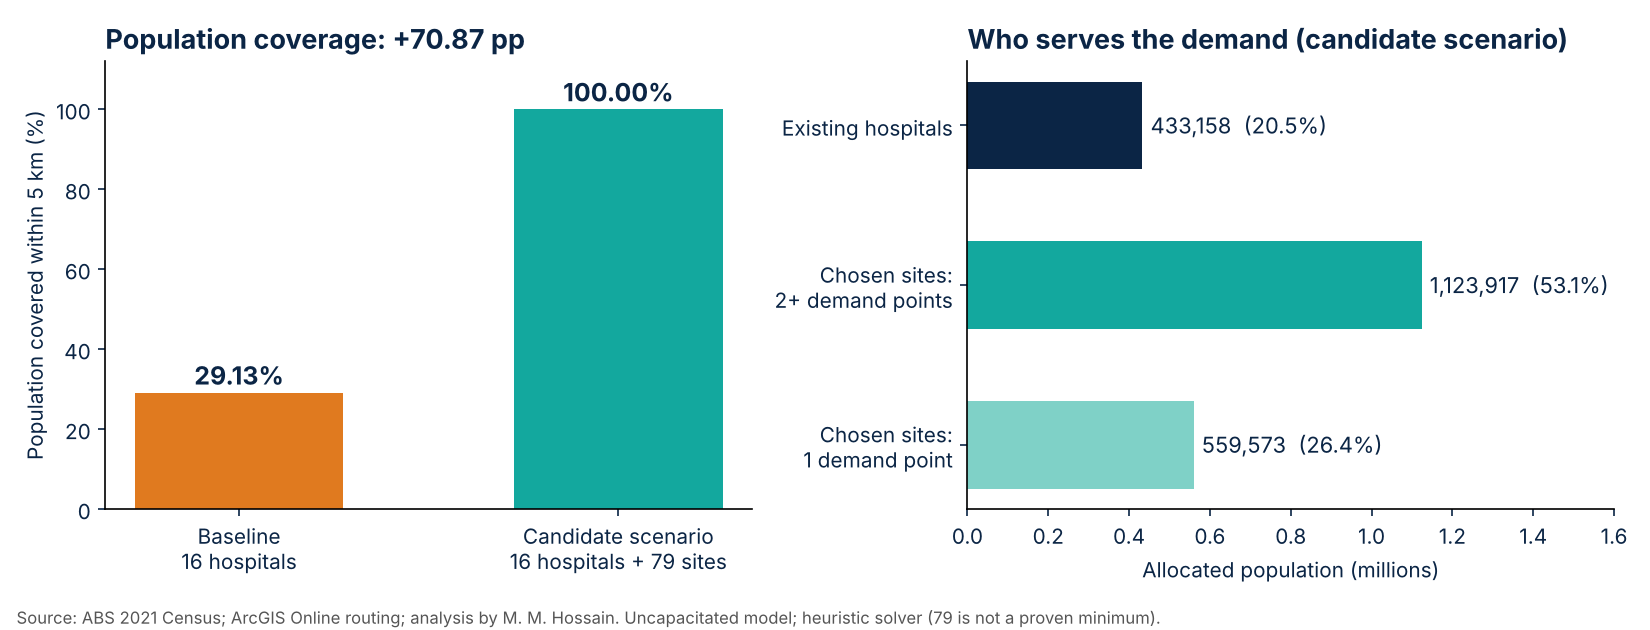 Population coverage: +70.87 pp
Population covered within 5 km (%)
100
80
60
40
20
0
100.00%
29.13%
Baseline
16 hospitals
Candidate scenario
16 hospitals + 79 sites
Who serves the demand (candidate scenario)
Existing hospitals
433,158 (20.5%)
Chosen sites:
2+ demand points
1,123,917 (53.1%)
Chosen sites:
1 demand point
559,573 (26.4%)
0.0 0.2 0.4 0.6 0.8 1.0 1.2 1.4 1.6
Allocated population (millions)
Source: ABS 2021 Census; ArcGIS Online routing; analysis by M. M. Hossain. Uncapacitated model; heuristic solver (79 is not a proven minimum).